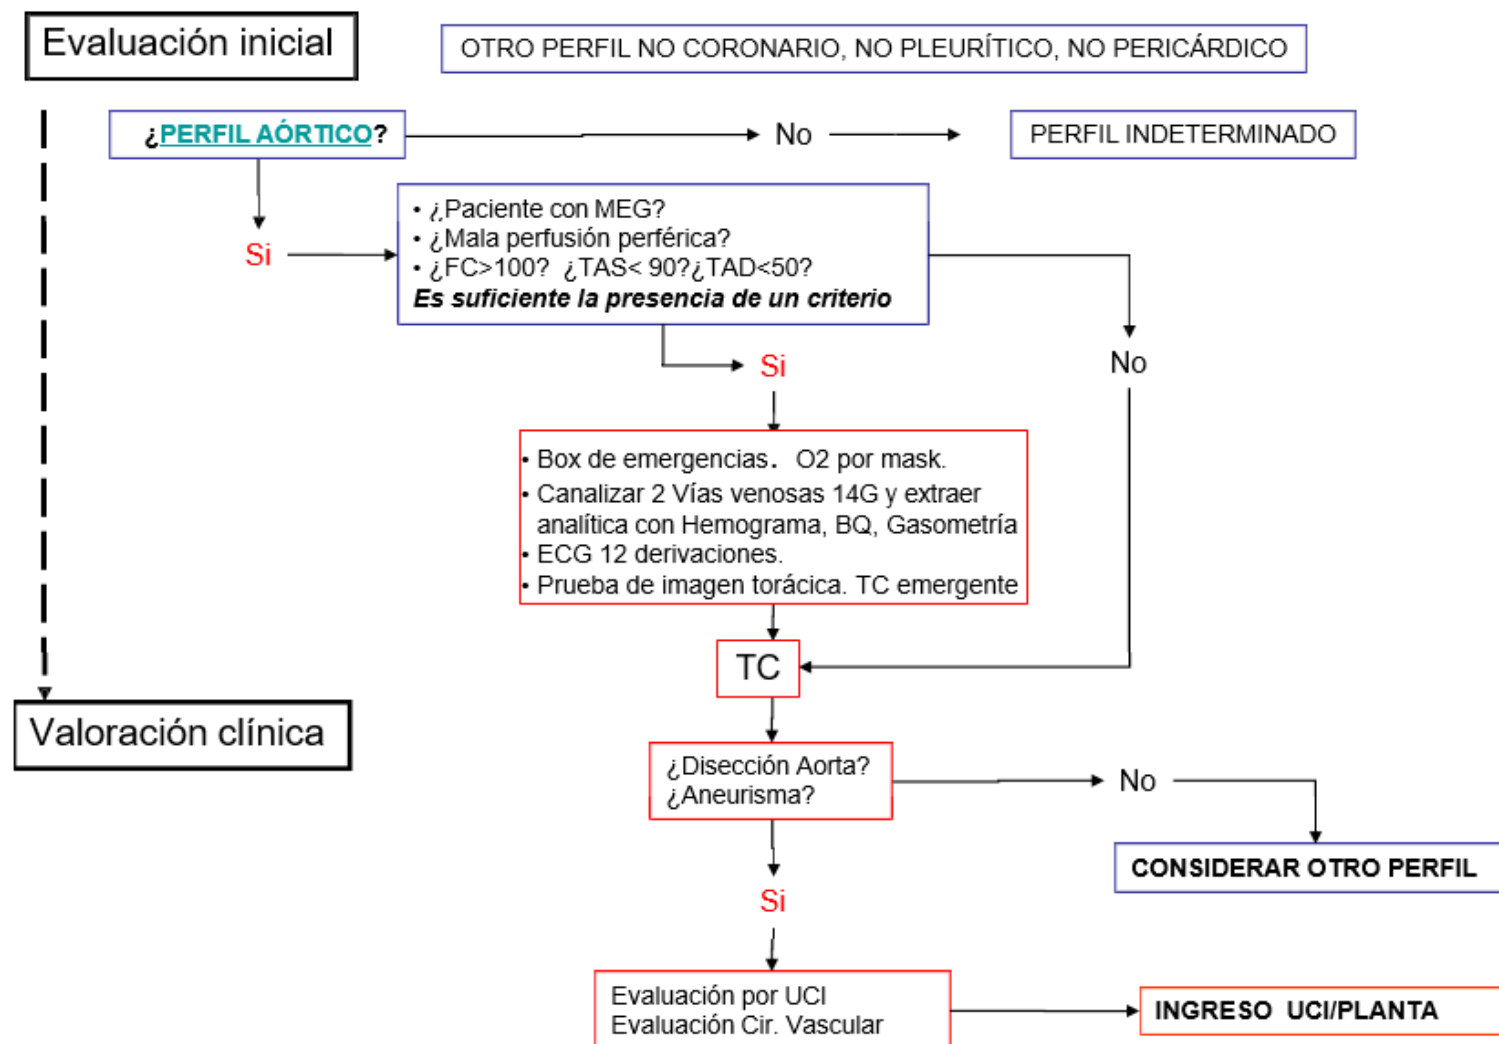 Evaluación inicial
OTRO PERFIL NO CORONARIO, NO PLEURÍTICO, NO PERICÁRDICO
¿PERFIL AÓRTICO?
No
PERFIL INDETERMINADO
Si
• ¿Paciente con MEG?
• ¿Mala perfusión perférica?
• ¿FC>100? ¿TAS< 90?¿TAD<50?
Es suficiente la presencia de un criterio
Si
No
• Box de emergencias. O2 por mask.
• Canalizar 2 Vías venosas 14G y extraer
analítica con Hemograma, BQ, Gasometría
• ECG 12 derivaciones.
• Prueba de imagen torácica. TC emergente
TC
Valoración clínica
¿Disección Aorta?
¿Aneurisma?
No
CONSIDERAR OTRO PERFIL
Si
Evaluación por UCI
Evaluación Cir. Vascular
INGRESO UCI/PLANTA